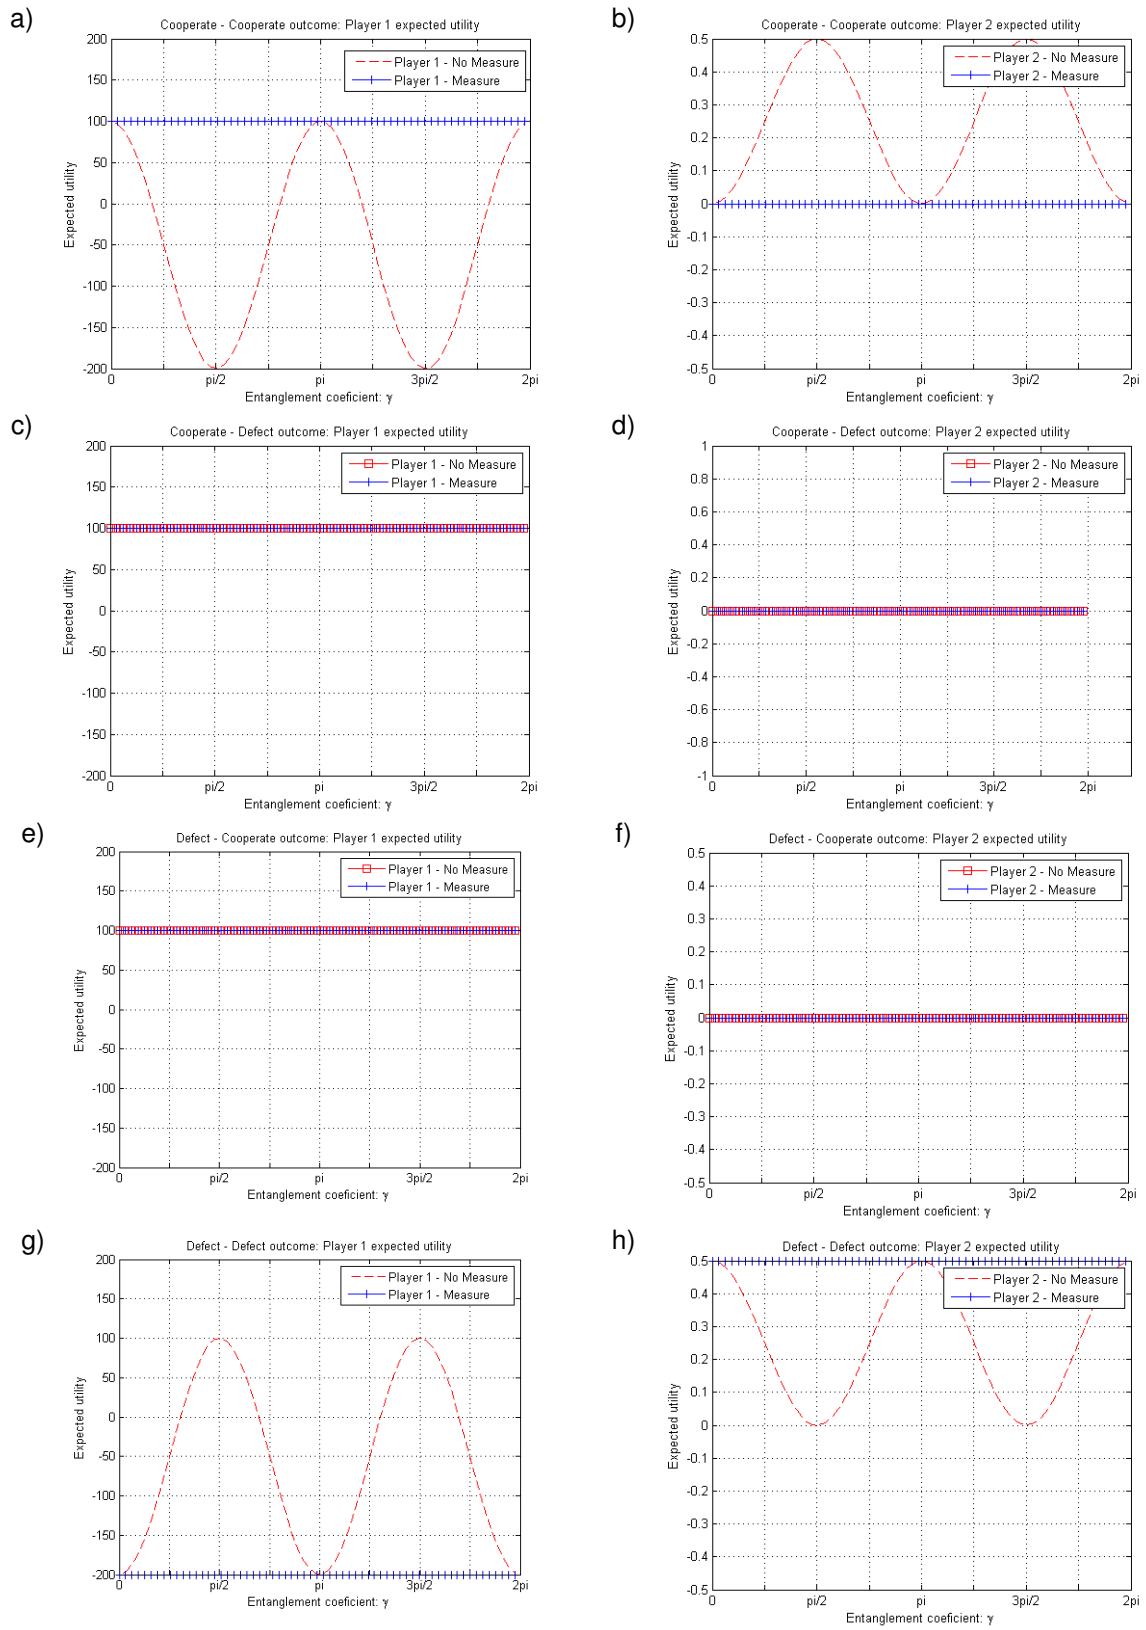 a)
Cooperate - Cooperate outcome: Player 1 expected utility
200
150
100
50
0
-50
-100
-150
-200
Expected utility
Player 1 - No Measure
Player 1 - Measure
0 pi/2 pi 3pi/2 2pi
Entanglement coeficient: γ
b)
Cooperate - Cooperate outcome: Player 2 expected utility
0.5
0.4
0.3
0.2
0.1
0
-0.1
-0.2
-0.3
-0.4
-0.5
Expected utility
Player 2 - No Measure
Player 2 - Measure
0 pi/2 pi 3pi/2 2pi
Entanglement coeficient: γ
c)
Cooperate - Defect outcome: Player 1 expected utility
200
150
100
50
0
-50
-100
-150
-200
Expected utility
Player 1 - No Measure
Player 1 - Measure
0 pi/2 pi 3pi/2 2pi
Entanglement coeficient: γ
d)
Cooperate - Defect outcome: Player 2 expected utility
1
0.8
0.6
0.4
0.2
0
-0.2
-0.4
-0.6
-0.8
-1
Expected utility
Player 2 - No Measure
Player 2 - Measure
0 pi/2 pi 3pi/2 2pi
Entanglement coeficient: γ
e)
Defect - Cooperate outcome: Player 1 expected utility
200
150
100
50
0
-50
-100
-150
-200
Expected utility
Player 1 - No Measure
Player 1 - Measure
0 pi/2 pi 3pi/2 2pi
Entanglement coeficient: γ
f)
Defect - Cooperate outcome: Player 2 expected utility
0.5
0.4
0.3
0.2
0.1
0
-0.1
-0.2
-0.3
-0.4
-0.5
Expected utility
Player 2 - No Measure
Player 2 - Measure
0 pi/2 pi 3pi/2 2pi
Entanglement coeficient: γ
g)
Defect - Defect outcome: Player 1 expected utility
200
150
100
50
0
-50
-100
-150
-200
Expected utility
Player 1 - No Measure
Player 1 - Measure
0 pi/2 pi 3pi/2 2pi
Entanglement coeficient: γ
h)
Defect - Defect outcome: Player 2 expected utility
0.5
0.4
0.3
0.2
0.1
0
-0.1
-0.2
-0.3
-0.4
-0.5
Expected utility
Player 2 - No Measure
Player 2 - Measure
0 pi/2 pi 3pi/2 2pi
Entanglement coeficient: γ